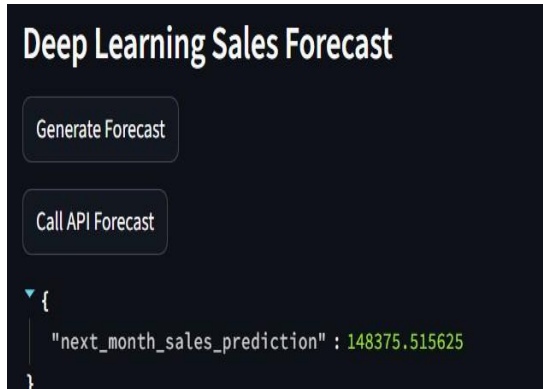 Deep Learning Sales Forecast
Generate Forecast
Call API Forecast
{
"next_month_sales_prediction" : 148375.515625
}